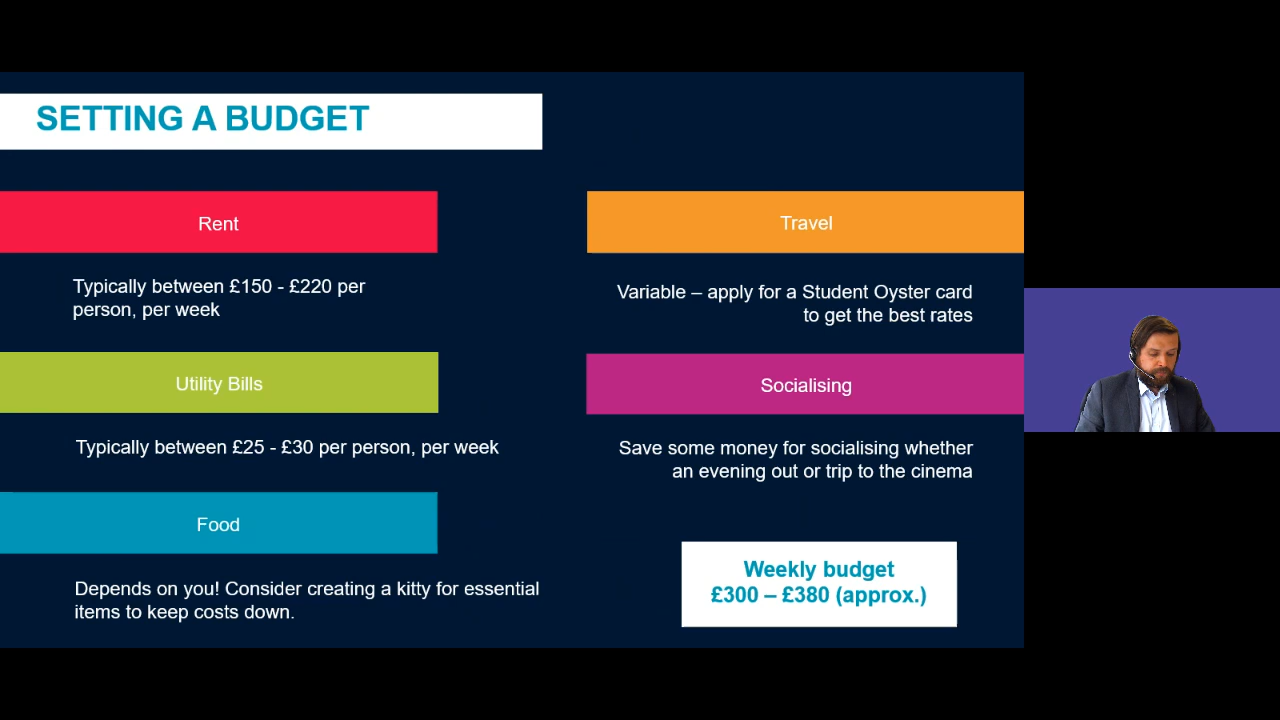 SETTING A BUDGET
Rent
Typically between £150 - £220 per
person, per week
Utility Bills
Typically between £25 - £30 per person, per week
Food
Depends on you! Consider creating a kitty for essential
items to keep costs down.
Travel
Variable – apply for a Student Oyster card
to get the best rates
Socialising
Save some money for socialising whether
an evening out or trip to the cinema
Weekly budget
£300 – £380 (approx.)